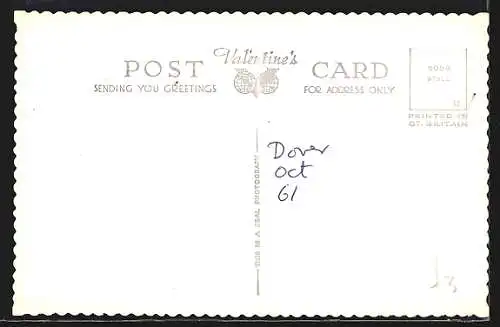 Valentine's
POST CARD
SENDING YOU GREETINGS
FOR ADDRESS ONLY
PRINTED IN
GT. BRITAIN
THIS IS A REAL PHOTOGRAPH
Dover
Oct
61